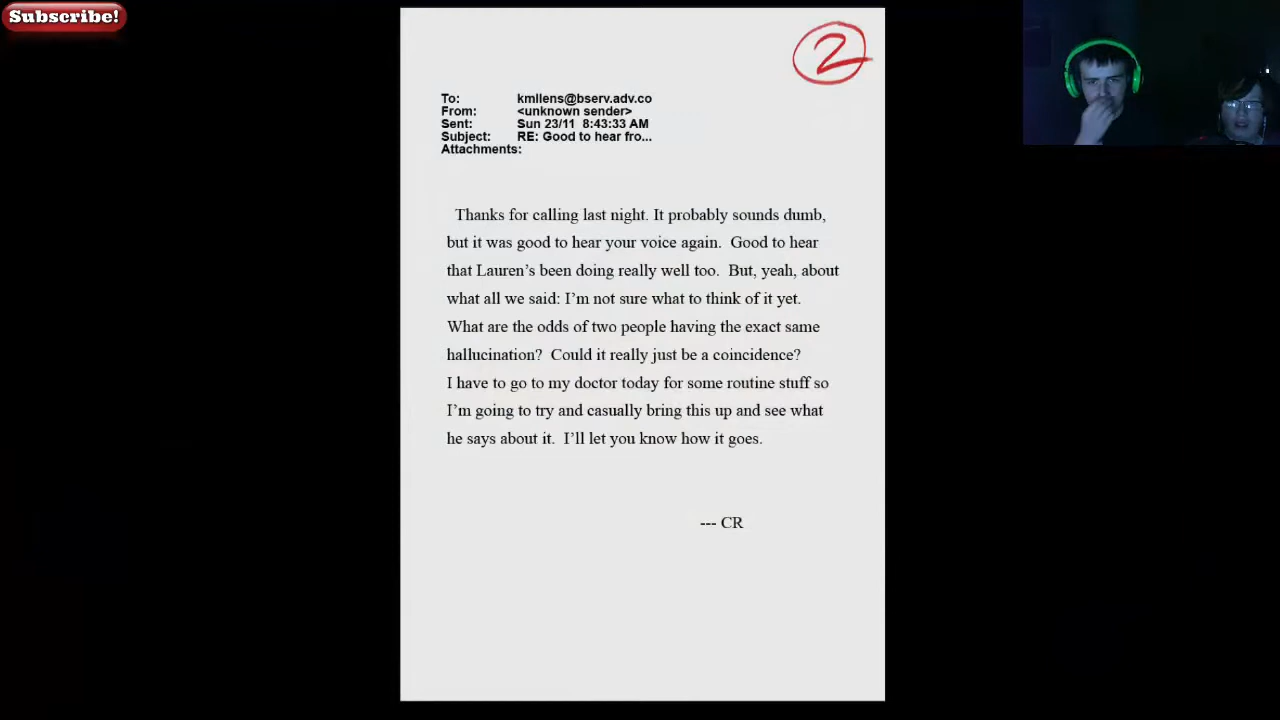 Subscribe!
2
To: kmllens@bserv.adv.co
From: <unknown sender>
Sent: Sun 23/11 8:43:33 AM
Subject: RE: Good to hear fro...
Attachments:
Thanks for calling last night. It probably sounds dumb,
but it was good to hear your voice again. Good to hear
that Lauren's been doing really well too. But, yeah, about
what all we said: I'm not sure what to think of it yet.
What are the odds of two people having the exact same
hallucination? Could it really just be a coincidence?
I have to go to my doctor today for some routine stuff so
I'm going to try and casually bring this up and see what
he says about it. I'll let you know how it goes.
--- CR